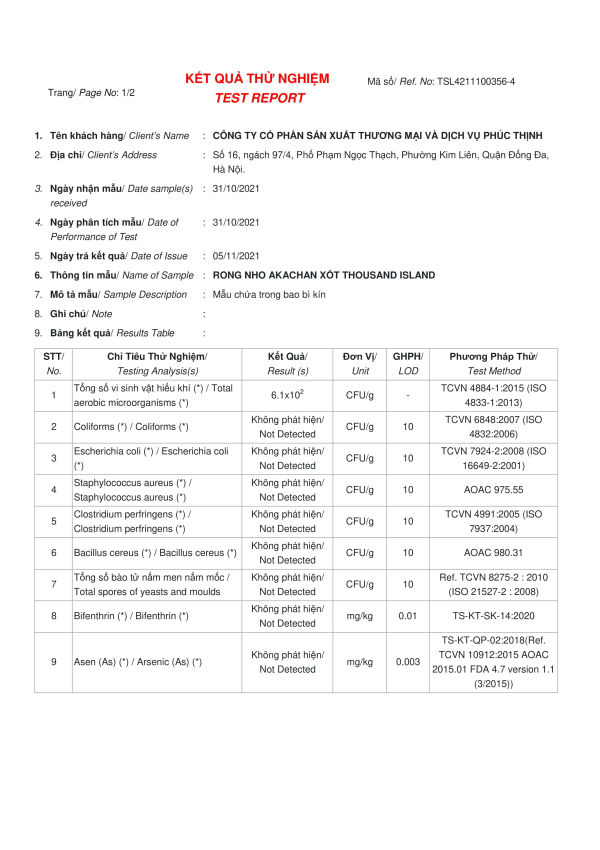 KẾT QUẢ THỬ NGHIỆM
TEST REPORT
Mã số/ Ref. No: TSL4211100356-4
Trang/ Page No: 1/2
1. Tên khách hàng/ Client's Name : CÔNG TY CỔ PHẦN SẢN XUẤT THƯƠNG MẠI VÀ DỊCH VỤ PHÚC THỊNH
2. Địa chỉ/ Client's Address : Số 16, ngách 97/4, Phố Phạm Ngọc Thạch, Phường Kim Liên, Quận Đống Đa,
Hà Nội.
3. Ngày nhận mẫu/ Date sample(s) : 31/10/2021
received
4. Ngày phân tích mẫu/ Date of : 31/10/2021
Performance of Test
5. Ngày trả kết quả/ Date of Issue : 05/11/2021
6. Thông tin mẫu/ Name of Sample : RONG NHO AKACHAN XỐT THOUSAND ISLAND
7. Mô tả mẫu/ Sample Description : Mẫu chứa trong bao bì kín
8. Ghi chú/ Note :
9. Bảng kết quả/ Results Table :
STT/ Chỉ Tiêu Thử Nghiệm/ Kết Quả/ Đơn Vị/ GHPH/ Phương Pháp Thử/
No. Testing Analysis(s) Result (s) Unit LOD Test Method
1 Tổng số vi sinh vật hiếu khí (*) / Total aerobic microorganisms (*) 6.1x10² CFU/g - TCVN 4884-1:2015 (ISO 4833-1:2013)
2 Coliforms (*) / Coliforms (*) Không phát hiện/ Not Detected CFU/g 10 TCVN 6848:2007 (ISO 4832:2006)
3 Escherichia coli (*) / Escherichia coli (*) Không phát hiện/ Not Detected CFU/g 10 TCVN 7924-2:2008 (ISO 16649-2:2001)
4 Staphylococcus aureus (*) / Staphylococcus aureus (*) Không phát hiện/ Not Detected CFU/g 10 AOAC 975.55
5 Clostridium perfringens (*) / Clostridium perfringens (*) Không phát hiện/ Not Detected CFU/g 10 TCVN 4991:2005 (ISO 7937:2004)
6 Bacillus cereus (*) / Bacillus cereus (*) Không phát hiện/ Not Detected CFU/g 10 AOAC 980.31
7 Tổng số bào tử nấm men nấm mốc / Total spores of yeasts and moulds Không phát hiện/ Not Detected CFU/g 10 Ref. TCVN 8275-2 : 2010 (ISO 21527-2 : 2008)
8 Bifenthrin (*) / Bifenthrin (*) Không phát hiện/ Not Detected mg/kg 0.01 TS-KT-SK-14:2020
9 Asen (As) (*) / Arsenic (As) (*) Không phát hiện/ Not Detected mg/kg 0.003 TS-KT-QP-02:2018(Ref. TCVN 10912:2015 AOAC 2015.01 FDA 4.7 version 1.1 (3/2015))